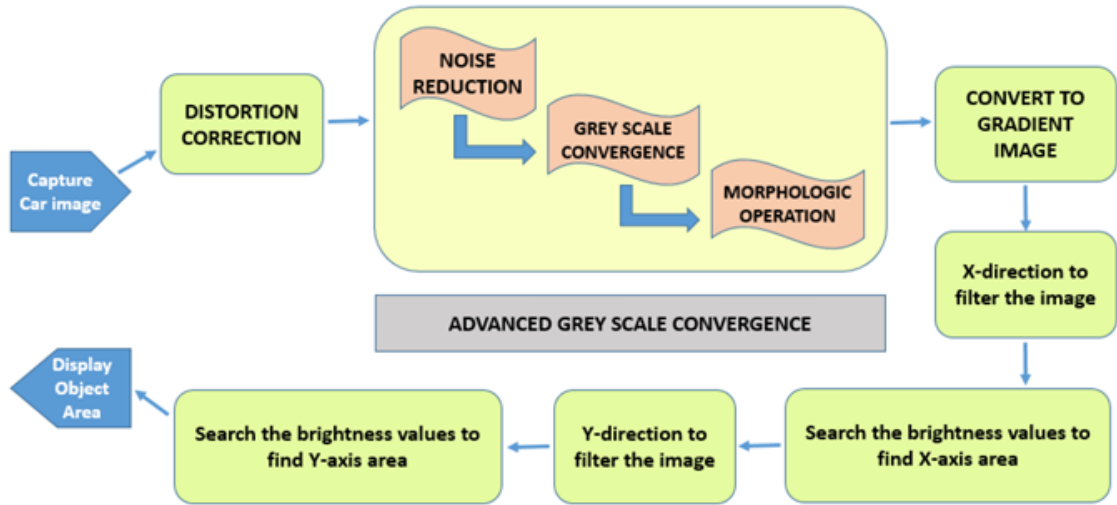 Capture
Car image
DISTORTION
CORRECTION
NOISE
REDUCTION
GREY SCALE
CONVERGENCE
MORPHOLOGIC
OPERATION
ADVANCED GREY SCALE CONVERGENCE
CONVERT TO
GRADIENT
IMAGE
X-direction to
filter the image
Search the brightness values to
find X-axis area
Y-direction to
filter the image
Search the brightness values to
find Y-axis area
Display
Object
Area